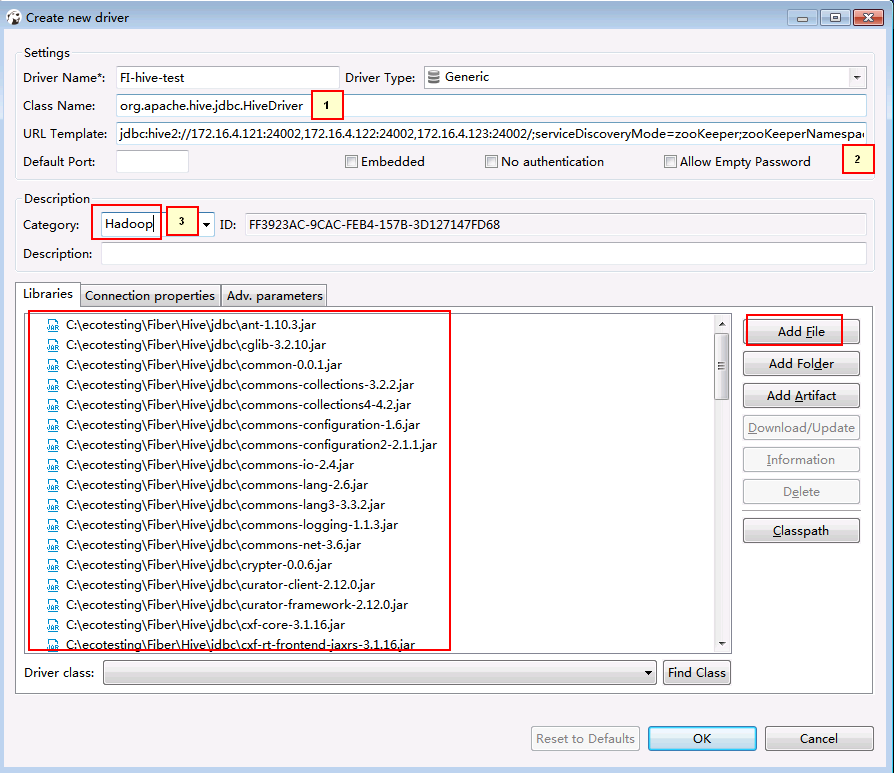 Create new driver
Settings
Driver Name*: FI-hive-test Driver Type: Generic
Class Name: org.apache.hive.jdbc.HiveDriver 1
URL Template: jdbc:hive2://172.16.4.121:24002,172.16.4.122:24002,172.16.4.123:24002/;serviceDiscoveryMode=zooKeeper;zooKeeperNamespac
Default Port: Embedded No authentication Allow Empty Password 2
Description
Category: Hadoop 3 ID: FF3923AC-9CAC-FEB4-157B-3D127147FD68
Description:
Libraries Connection properties Adv. parameters
C:\ecotesting\Fiber\Hive\jdbc\ant-1.10.3.jar
C:\ecotesting\Fiber\Hive\jdbc\cglib-3.2.10.jar
C:\ecotesting\Fiber\Hive\jdbc\common-0.0.1.jar
C:\ecotesting\Fiber\Hive\jdbc\commons-collections-3.2.2.jar
C:\ecotesting\Fiber\Hive\jdbc\commons-collections4-4.2.jar
C:\ecotesting\Fiber\Hive\jdbc\commons-configuration-1.6.jar
C:\ecotesting\Fiber\Hive\jdbc\commons-configuration2-2.1.1.jar
C:\ecotesting\Fiber\Hive\jdbc\commons-io-2.4.jar
C:\ecotesting\Fiber\Hive\jdbc\commons-lang-2.6.jar
C:\ecotesting\Fiber\Hive\jdbc\commons-lang3-3.3.2.jar
C:\ecotesting\Fiber\Hive\jdbc\commons-logging-1.1.3.jar
C:\ecotesting\Fiber\Hive\jdbc\commons-net-3.6.jar
C:\ecotesting\Fiber\Hive\jdbc\crypter-0.0.6.jar
C:\ecotesting\Fiber\Hive\jdbc\curator-client-2.12.0.jar
C:\ecotesting\Fiber\Hive\jdbc\curator-framework-2.12.0.jar
C:\ecotesting\Fiber\Hive\jdbc\cxf-core-3.1.16.jar
C:\ecotesting\Fiber\Hive\jdbc\cxf-rt-frontend-jaxrs-3.1.16.jar
Add File
Add Folder
Add Artifact
Download/Update
Information
Delete
Classpath
Driver class: Find Class
Reset to Defaults OK Cancel